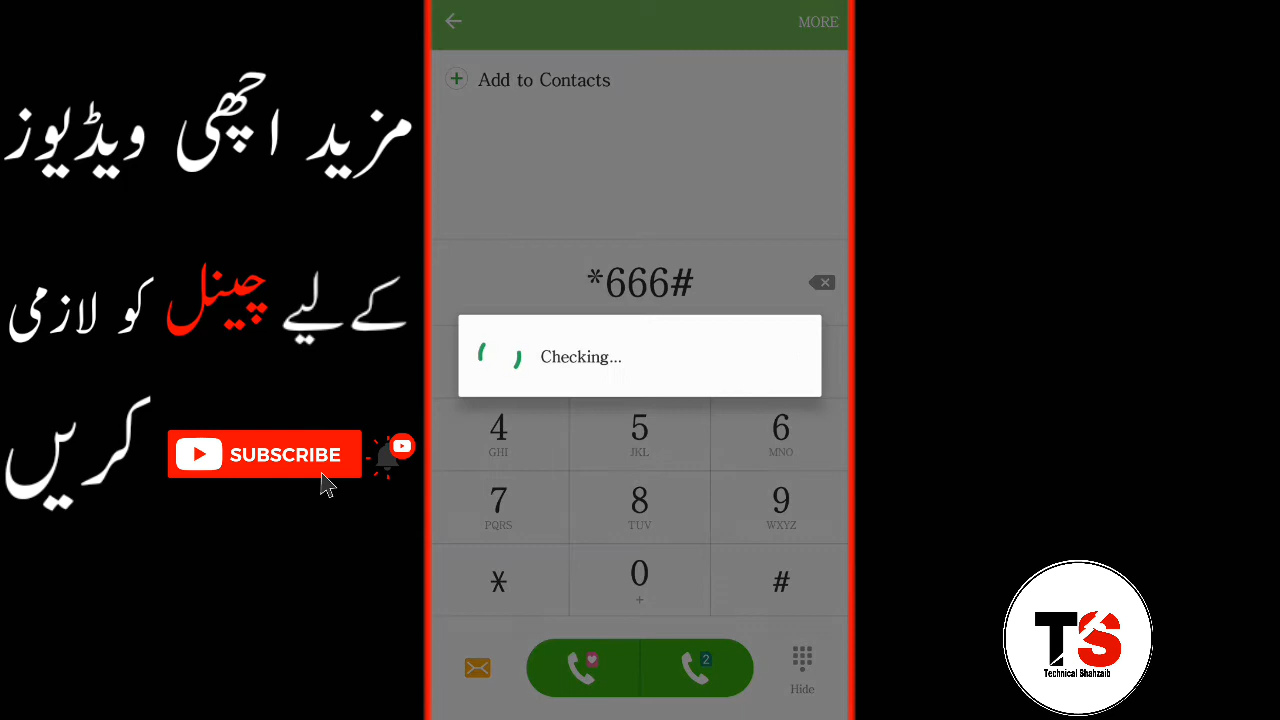 مزید اچھی ویڈیوز
کے لیے چینل کو لازمی
کریں
SUBSCRIBE
MORE
Add to Contacts
*666#
Checking...
4 5 6
GHI JKL MNO
7 8 9
PQRS TUV WXYZ
* 0 #
+
2
Hide
TS
Technical Shahzaib